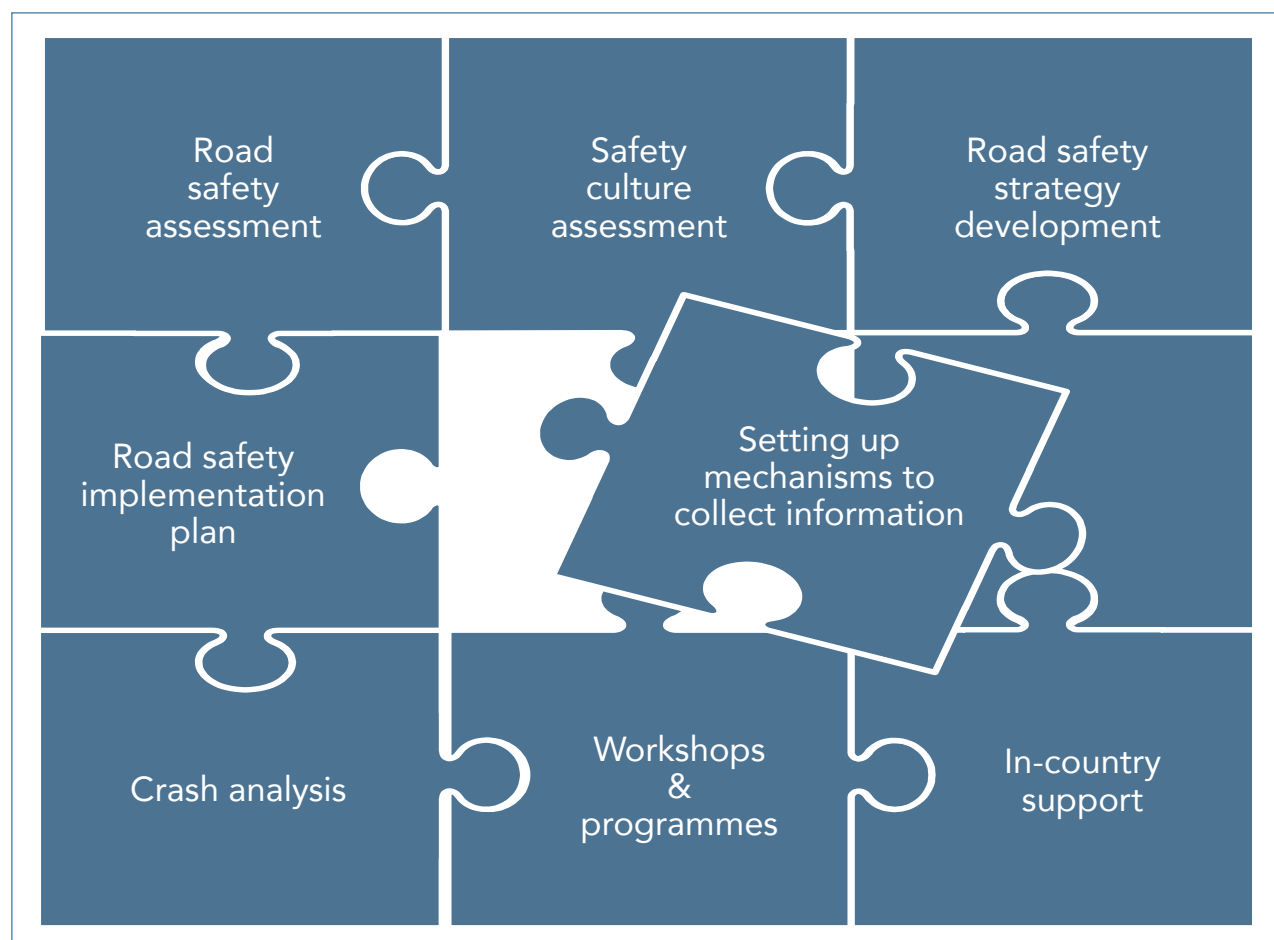 Road
safety
assessment
Safety
culture
assessment
Road safety
strategy
development
Road safety
implementation
plan
Setting up
mechanisms to
collect information
Crash analysis
Workshops
&
programmes
In-country
support